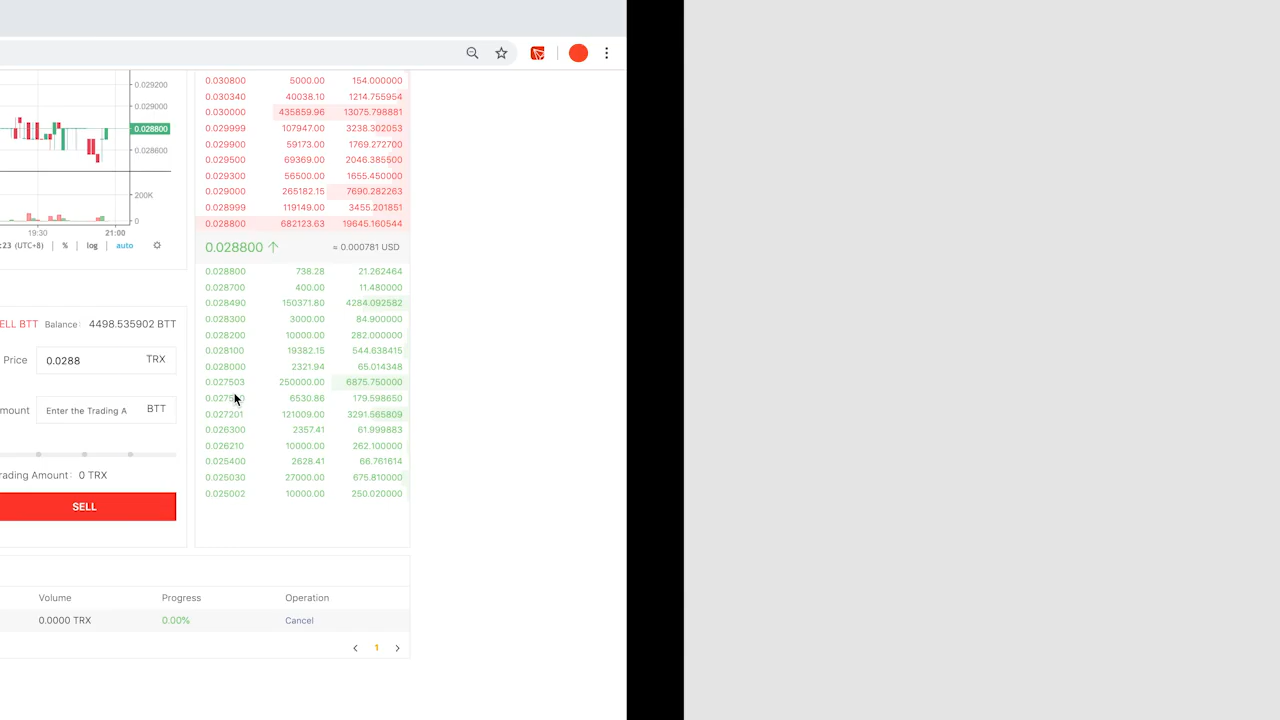 0.030800 5000.00 154.000000
0.029200
0.030340 40038.10 1214.755954
0.029000
0.030000 435859.96 13075.798881
0.028800
0.029999 107947.00 3238.302053
0.029900 59173.00 1769.272700
0.028600
0.029500 69369.00 2046.385500
0.029300 56500.00 1655.450000
0.029000 265182.15 7690.282263
200K
0.028999 119149.00 3455.201851
0
0.028800 682123.63 19645.160544
19:30 21:00
:23 (UTC+8) % log auto
0.028800 ↑ ≈ 0.000781 USD
0.028800 738.28 21.262464
0.028700 400.00 11.480000
0.028490 150371.80 4284.092582
0.028300 3000.00 84.900000
ELL BTT Balance: 4498.535902 BTT
0.028200 10000.00 282.000000
0.028100 19382.15 544.638415
Price 0.0288 TRX
0.028000 2321.94 65.014348
0.027503 250000.00 6875.750000
6530.86 179.598650
mount Enter the Trading A BTT
0.027201 121009.00 3291.565809
0.026300 2357.41 61.999883
0.026210 10000.00 262.100000
0.025400 2628.41 66.761614
rading Amount: 0 TRX
0.025030 27000.00 675.810000
0.025002 10000.00 250.020000
SELL
Volume Progress Operation
0.0000 TRX 0.00% Cancel
< 1 >